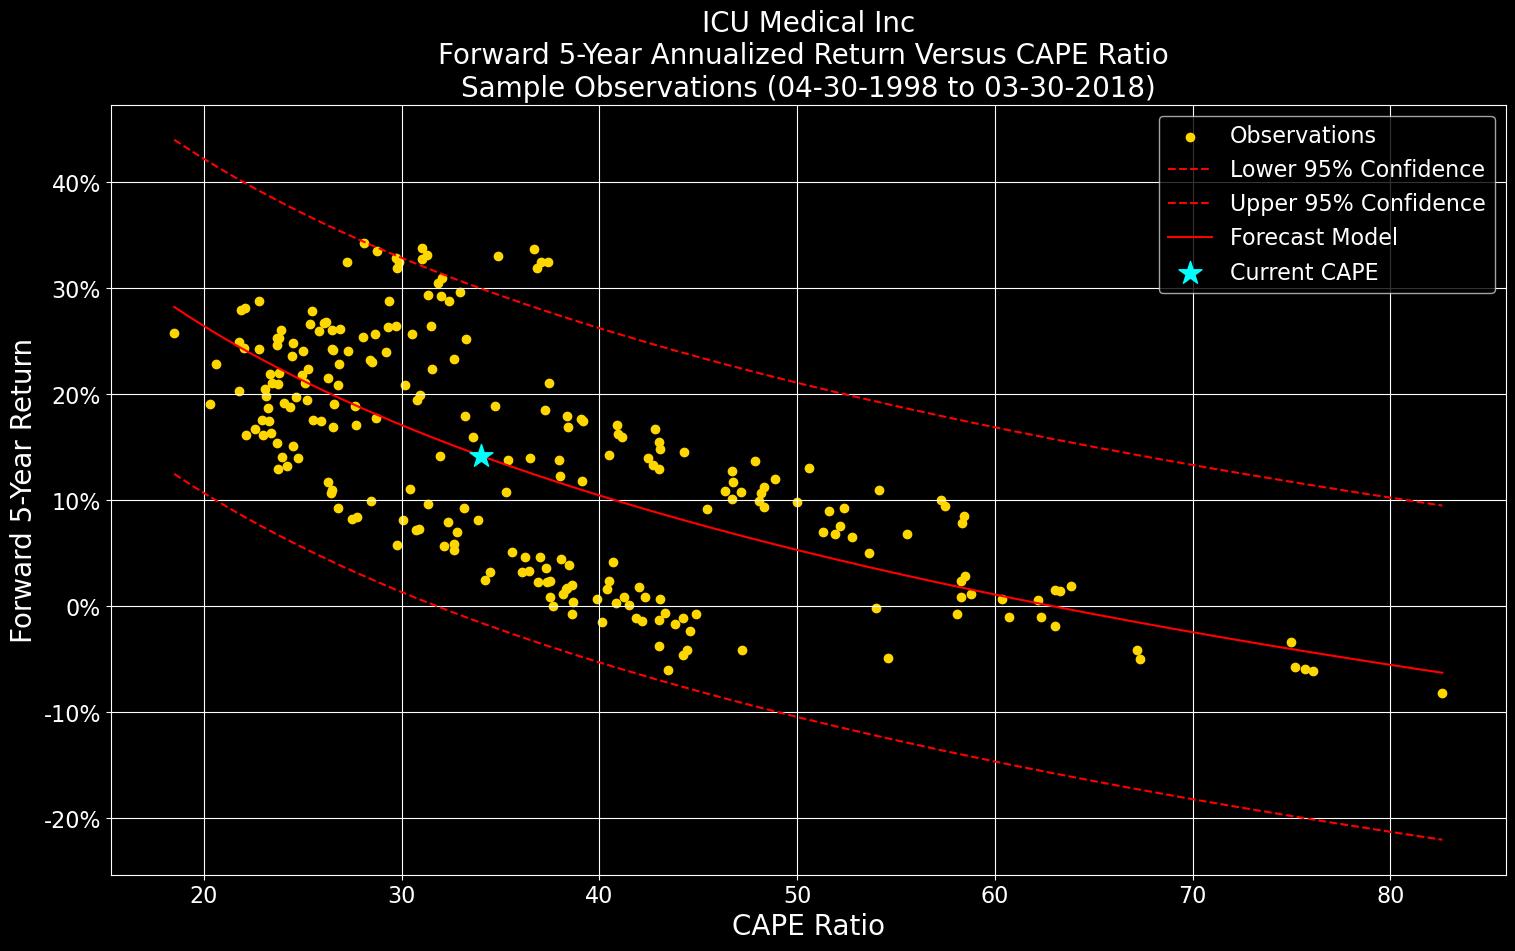 ICU Medical Inc
Forward 5-Year Annualized Return Versus CAPE Ratio
Sample Observations (04-30-1998 to 03-30-2018)
Observations
Lower 95% Confidence
Upper 95% Confidence
Forecast Model
Current CAPE
Forward 5-Year Return
40%
30%
20%
10%
0%
-10%
-20%
20 30 40 50 60 70 80
CAPE Ratio